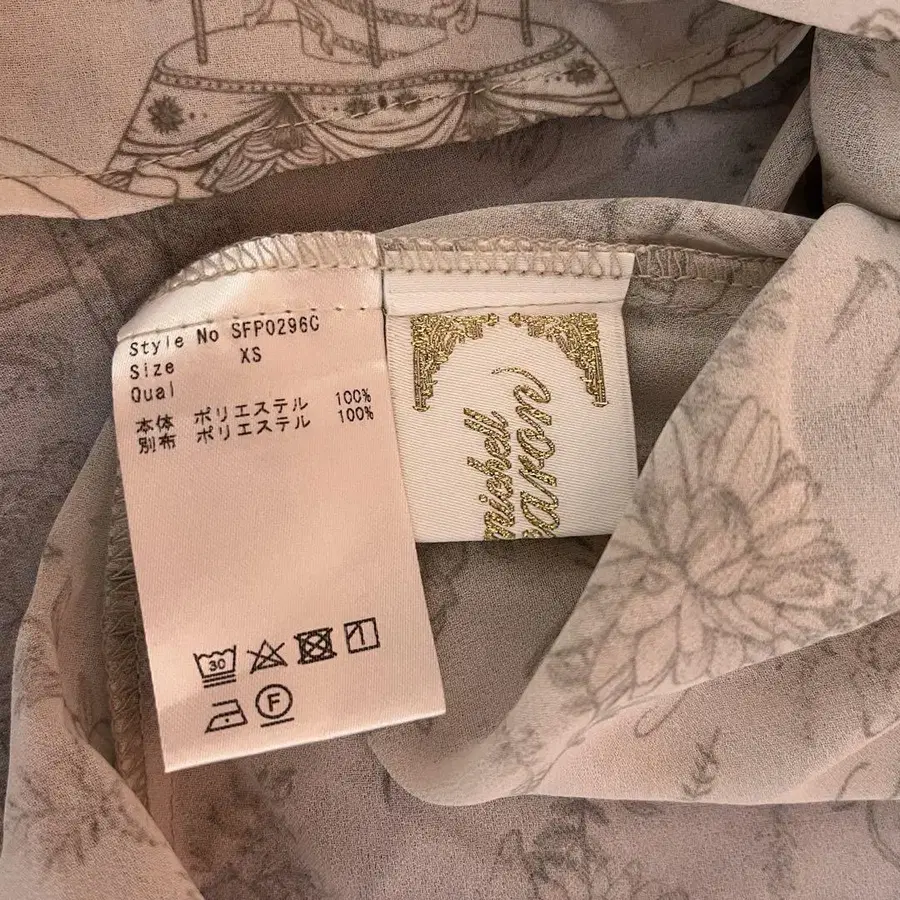 Style No SFP0296C
Size XS
Qual
本体 ポリエステル 100%
別布 ポリエステル 100%
30
F
michell